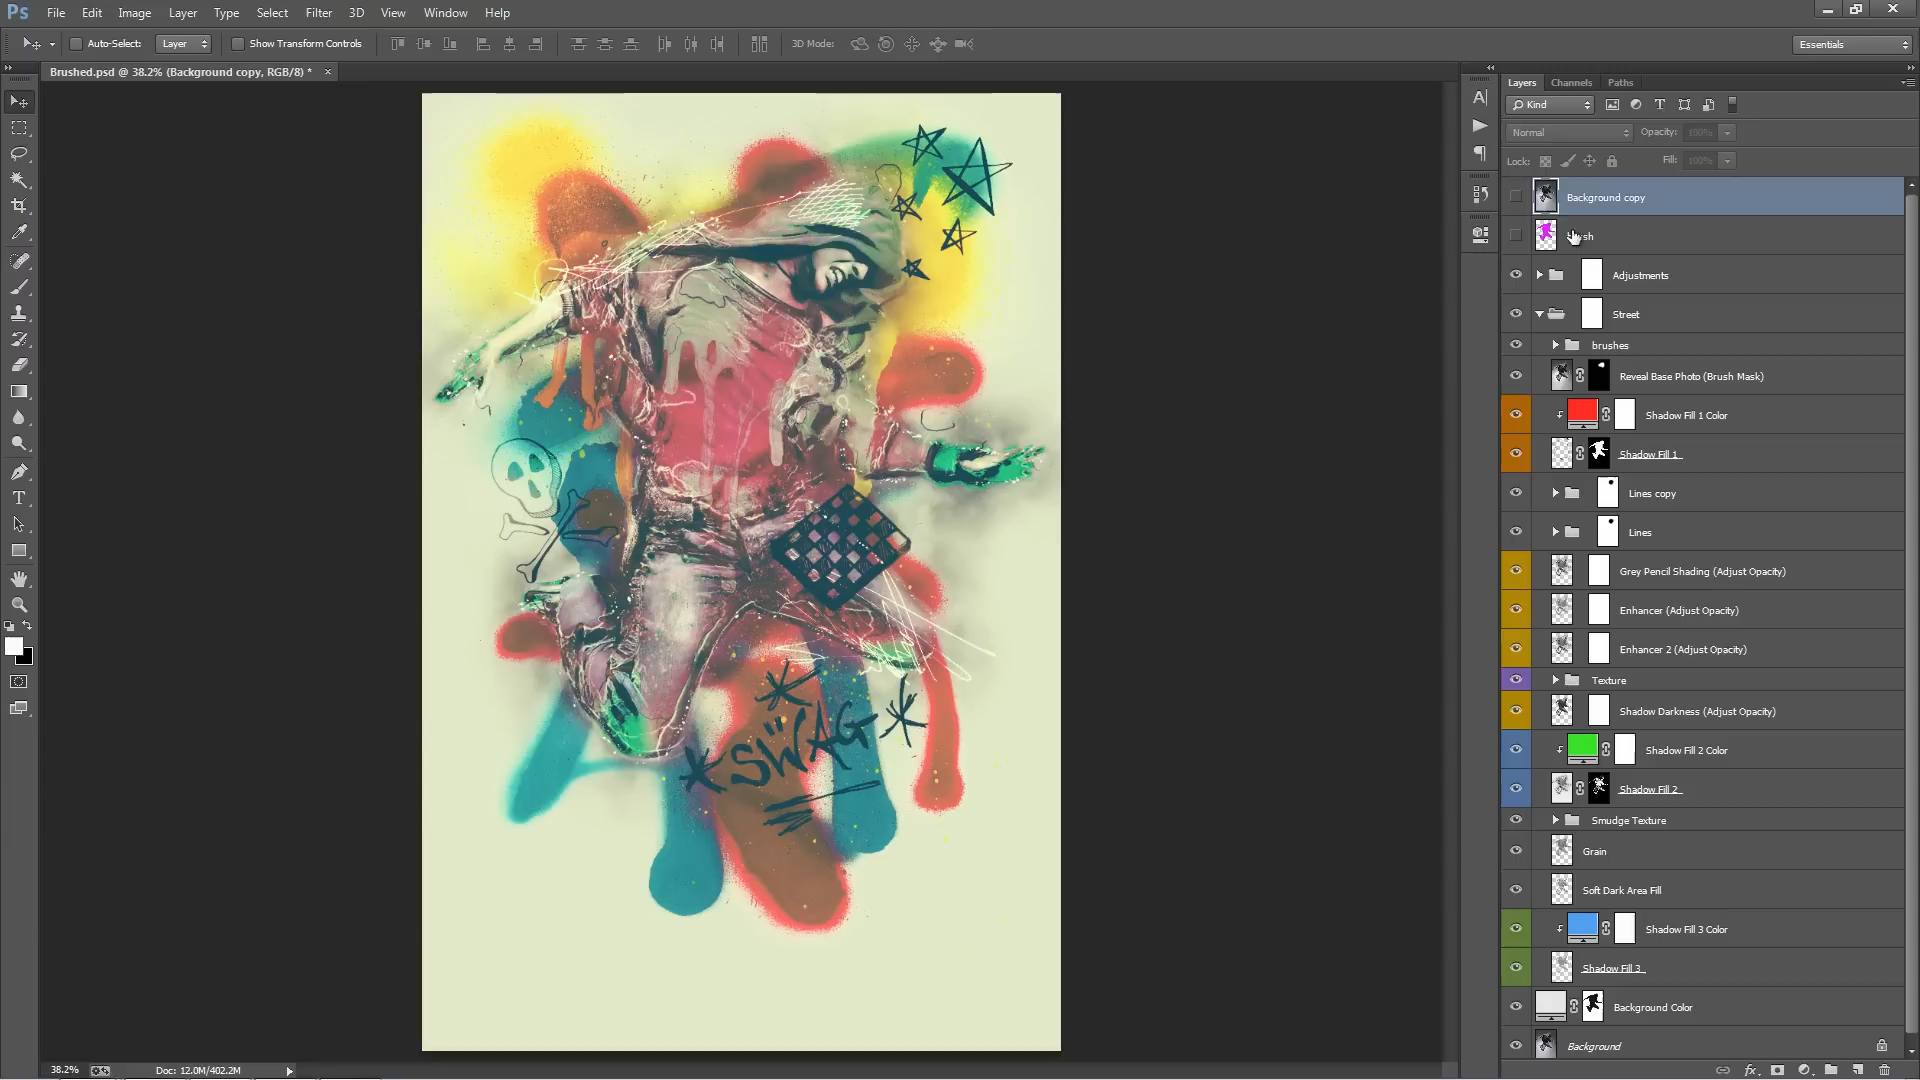 Ps File Edit Image Layer Type Select Filter 3D View Window Help
Auto-Select: Layer Show Transform Controls 3D Mode: Essentials
Brushed.psd @ 38.2% (Background copy, RGB/8) * ×
Layers Channels Paths
Kind
Normal Opacity: 100%
Lock: Fill: 100%
Background copy
Adjustments
Street
brushes
Reveal Base Photo (Brush Mask)
Shadow Fill 1 Color
Shadow Fill 1
Lines copy
Lines
Grey Pencil Shading (Adjust Opacity)
Enhancer (Adjust Opacity)
Enhancer 2 (Adjust Opacity)
Texture
Shadow Darkness (Adjust Opacity)
Shadow Fill 2 Color
Shadow Fill 2
Smudge Texture
Grain
Soft Dark Area Fill
Shadow Fill 3 Color
Shadow Fill 3
Background Color
Background
SWAG
38.2% Doc: 12.0M/402.2M